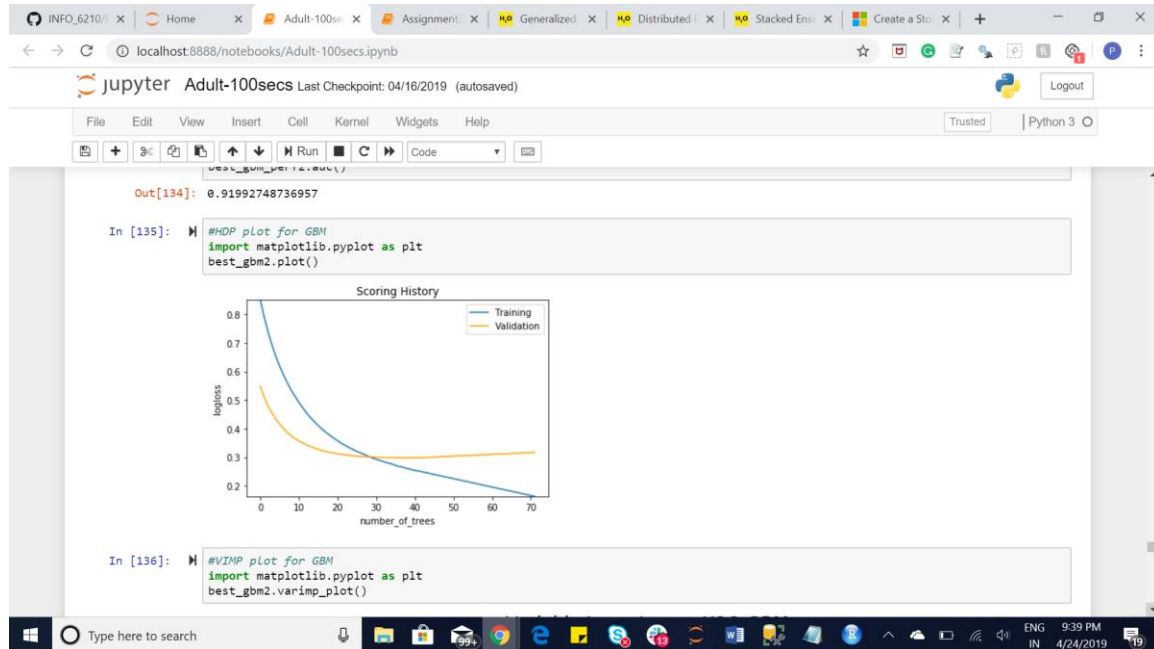 INFO_6210/
Home
Adult-100se
Assignment
H2O Generalized
H2O Distributed
H2O Stacked Ens
Create a Sto
localhost:8888/notebooks/Adult-100secs.ipynb
P
jupyter Adult-100secs Last Checkpoint: 04/16/2019 (autosaved)
Logout
File Edit View Insert Cell Kernel Widgets Help
Trusted
Python 3
Run
Code
best_gbm_perf2.auc()
Out[134]: 0.91992748736957
In [135]:
#HDP plot for GBM
import matplotlib.pyplot as plt
best_gbm2.plot()
Scoring History
Training
Validation
0.8
0.7
0.6
0.5
0.4
0.3
0.2
logloss
0 10 20 30 40 50 60 70
number_of_trees
In [136]:
#VIMP plot for GBM
import matplotlib.pyplot as plt
best_gbm2.varimp_plot()
Type here to search
99+
13
ENG
IN
9:39 PM
4/24/2019
19